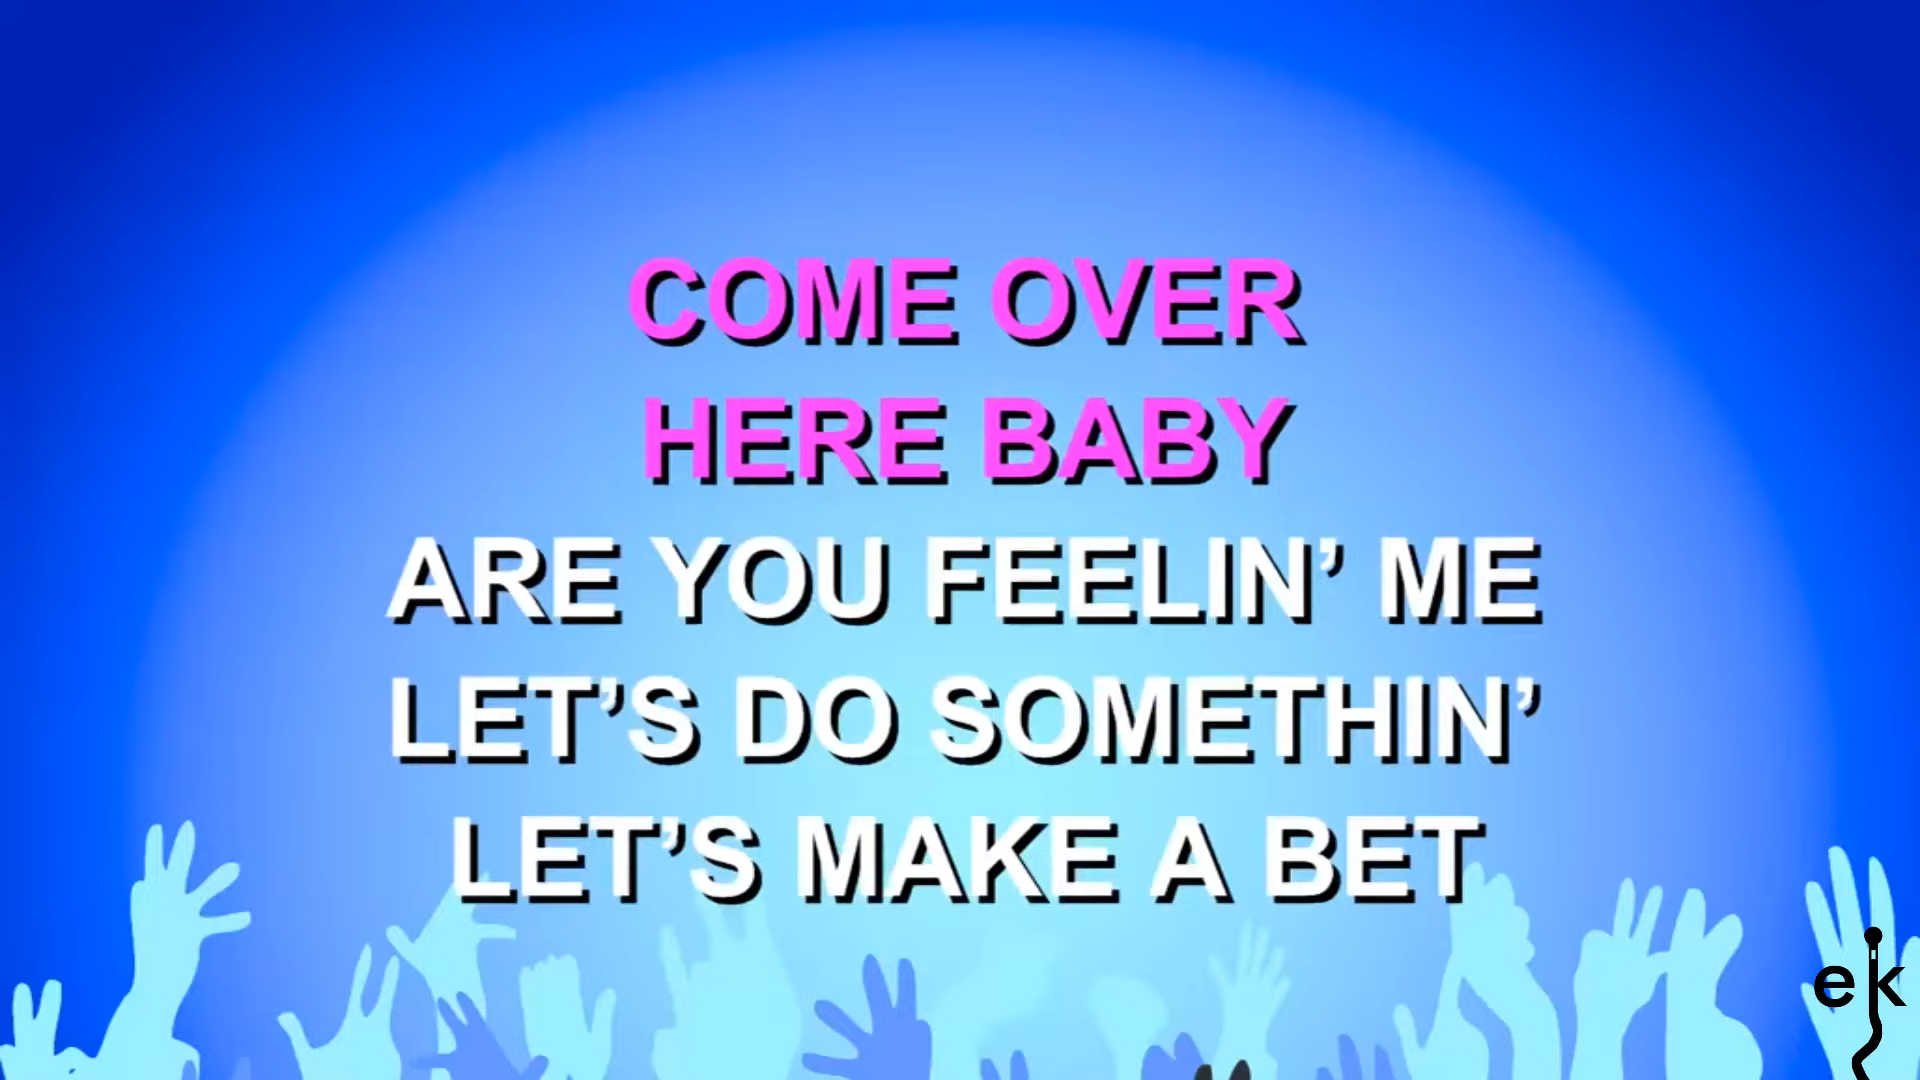 COME OVER
HERE BABY
ARE YOU FEELIN’ ME
LET’S DO SOMETHIN’
LET’S MAKE A BET
ek